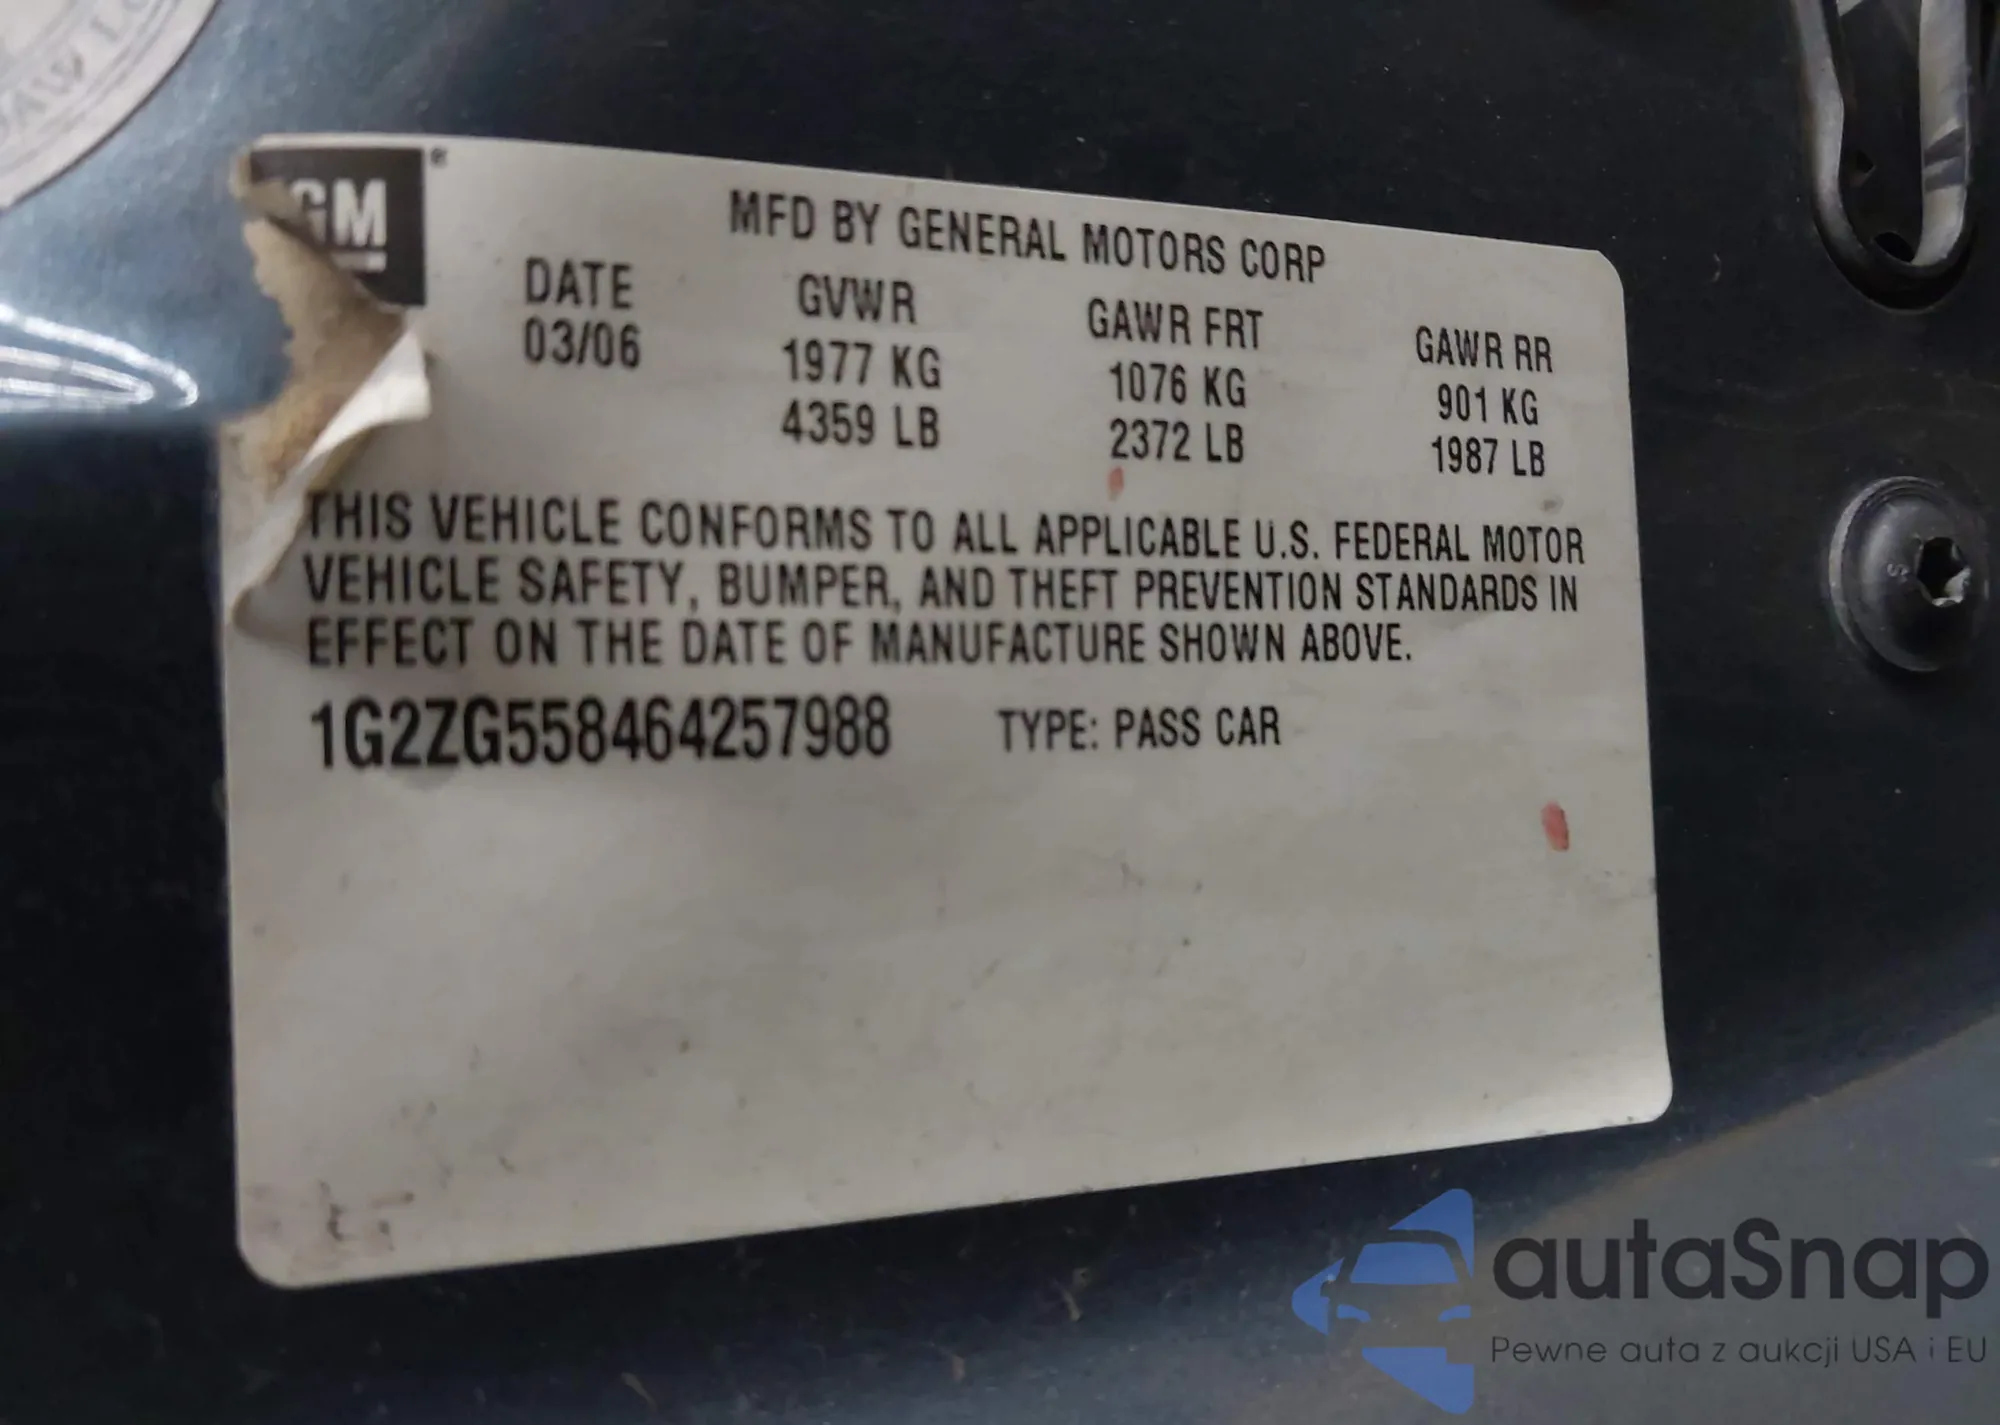 JAW LO
GM®
MFD BY GENERAL MOTORS CORP
DATE GVWR GAWR FRT GAWR RR
03/06 1977 KG 1076 KG 901 KG
4359 LB 2372 LB 1987 LB
THIS VEHICLE CONFORMS TO ALL APPLICABLE U.S. FEDERAL MOTOR
VEHICLE SAFETY, BUMPER, AND THEFT PREVENTION STANDARDS IN
EFFECT ON THE DATE OF MANUFACTURE SHOWN ABOVE.
1G2ZG558464257988 TYPE: PASS CAR
autaSnap
Pewne auta z aukcji USA i EU